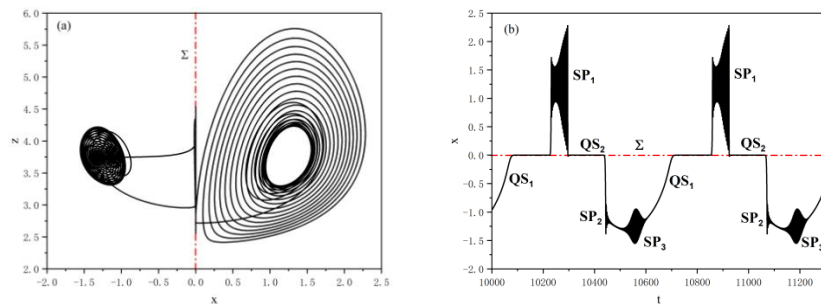 (a)
Σ
z
6.0
5.5
5.0
4.5
4.0
3.5
3.0
2.5
2.0
-2.0 -1.5 -1.0 -0.5 0.0 0.5 1.0 1.5 2.0 2.5
x
(b)
x
2.5
2.0
1.5
1.0
0.5
0.0
-0.5
-1.0
-1.5
-2.0
SP₁ SP₁
QS₂ Σ QS₂
QS₁ QS₁
SP₂ SP₂
SP₃ SP₃
10000 10200 10400 10600 10800 11000 11200
t